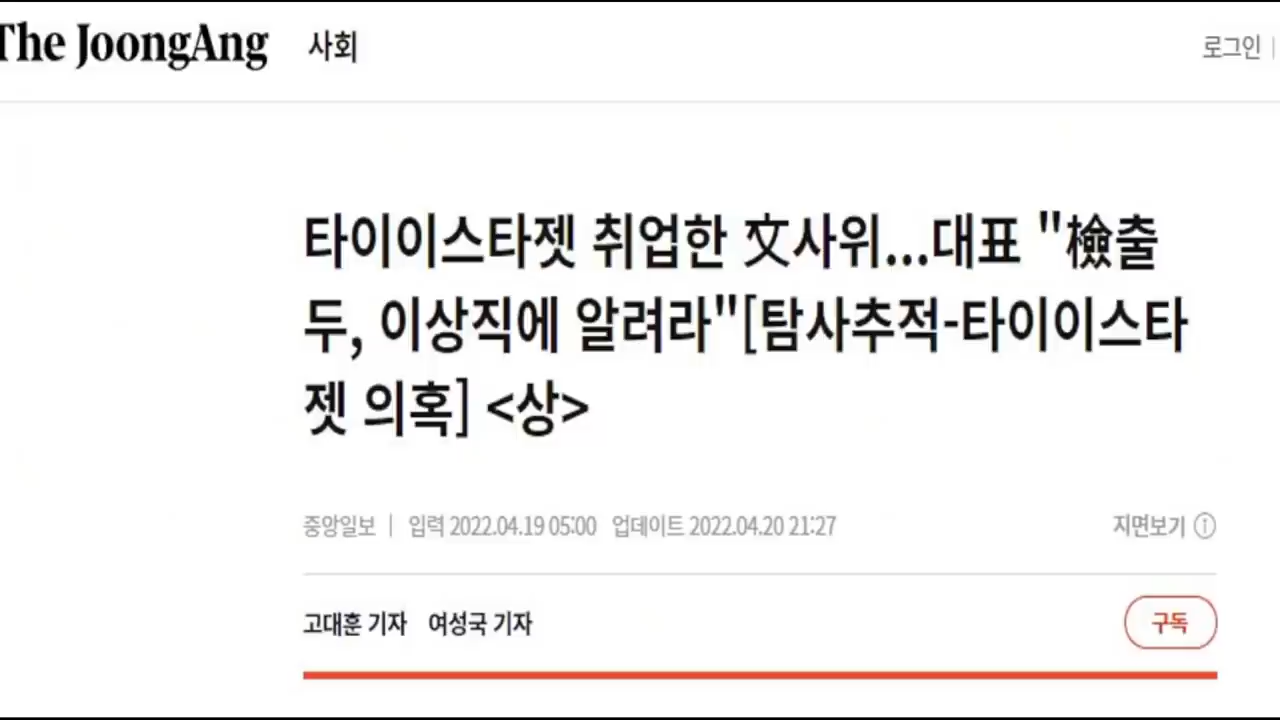 The JoongAng 사회 로그인
타이이스타젯 취업한 文사위...대표 "檢출
두, 이상직에 알려라"[탐사추적-타이이스타
젯 의혹] <상>
중앙일보 | 입력 2022.04.19 05:00 업데이트 2022.04.20 21:27 지면보기 ⓘ
고대훈 기자 여성국 기자 구독